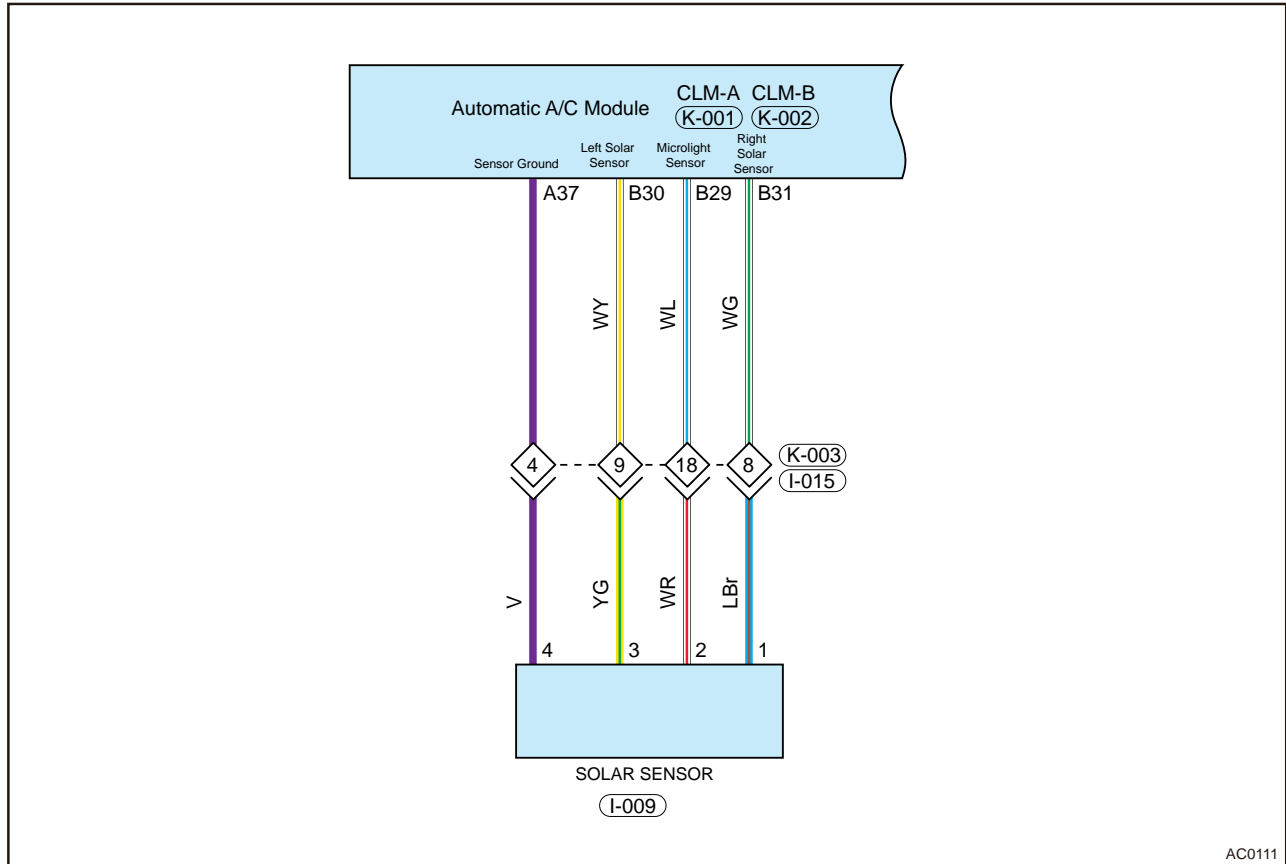 Automatic A/C Module
CLM-A CLM-B
K-001 K-002
Sensor Ground
Left Solar
Sensor
Microlight
Sensor
Right
Solar
Sensor
A37 B30 B29 B31
WY WL WG
4 9 18 8
K-003
I-015
V YG WR LBr
4 3 2 1
SOLAR SENSOR
I-009
AC0111